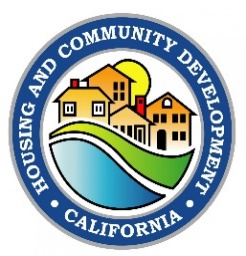 HOUSING AND COMMUNITY DEVELOPMENT
CALIFORNIA